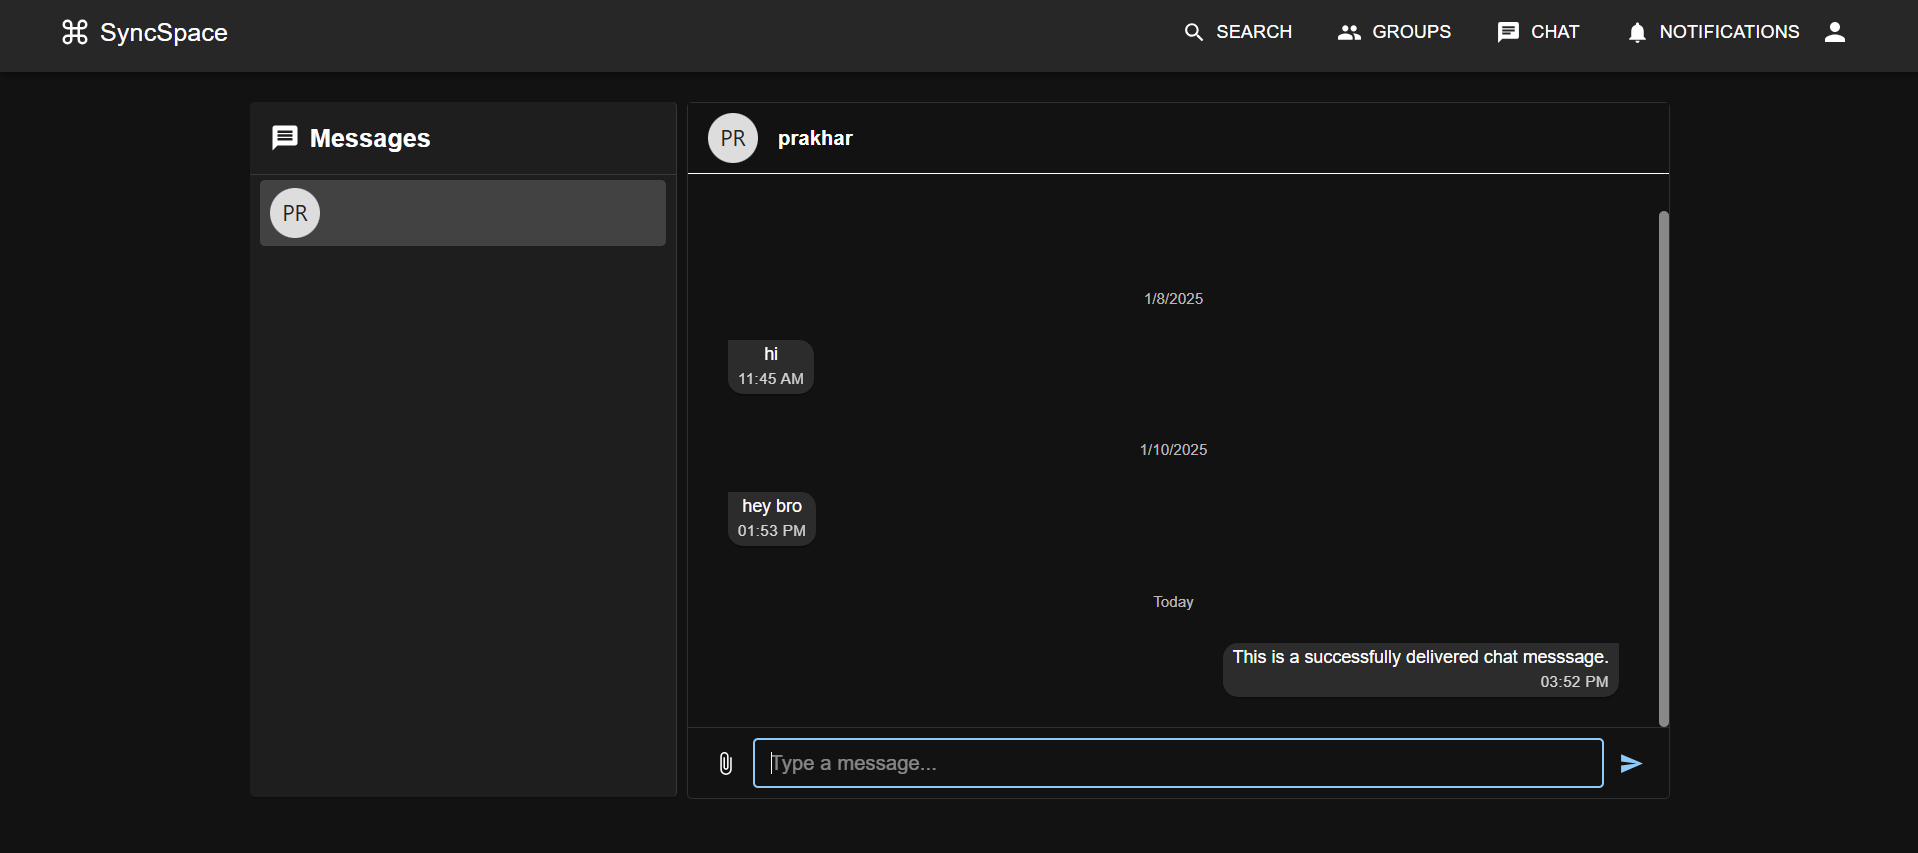 SyncSpace
SEARCH GROUPS CHAT NOTIFICATIONS
Messages
PR
PR prakhar
1/8/2025
hi
11:45 AM
1/10/2025
hey bro
01:53 PM
Today
This is a successfully delivered chat messsage.
03:52 PM
Type a message...